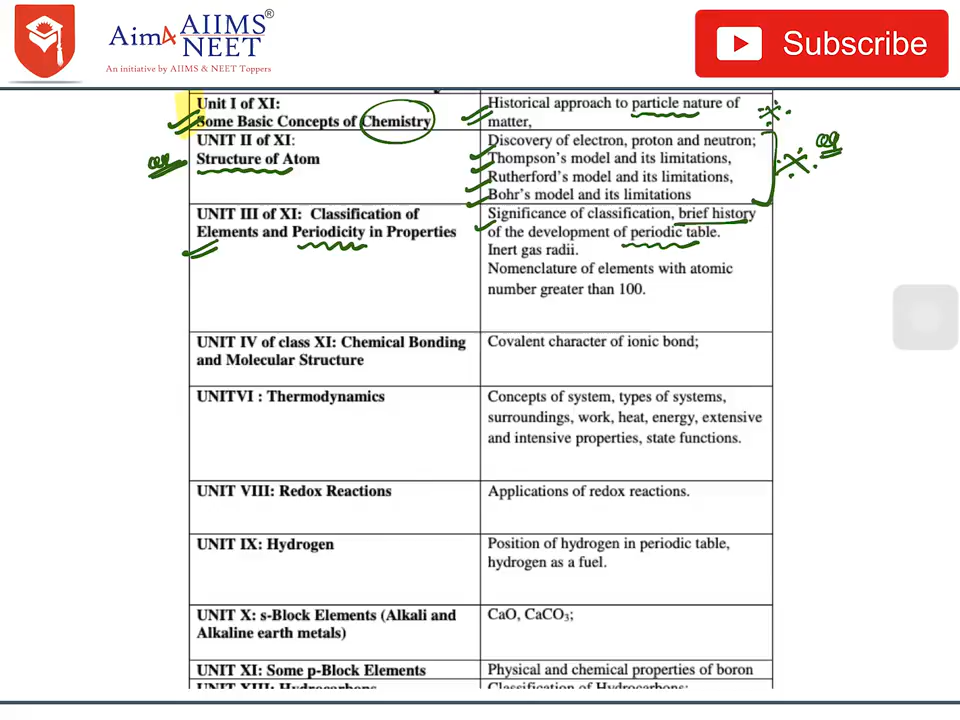 Aim4 AIIMS® NEET
An initiative by AIIMS & NEET Toppers
Subscribe
Unit I of XI:
Some Basic Concepts of Chemistry
Historical approach to particle nature of
matter,
UNIT II of XI:
Structure of Atom
Discovery of electron, proton and neutron;
Thompson's model and its limitations,
Rutherford's model and its limitations,
Bohr's model and its limitations
UNIT III of XI: Classification of
Elements and Periodicity in Properties
Significance of classification, brief history
of the development of periodic table.
Inert gas radii.
Nomenclature of elements with atomic
number greater than 100.
UNIT IV of class XI: Chemical Bonding
and Molecular Structure
Covalent character of ionic bond;
UNITVI : Thermodynamics
Concepts of system, types of systems,
surroundings, work, heat, energy, extensive
and intensive properties, state functions.
UNIT VIII: Redox Reactions
Applications of redox reactions.
UNIT IX: Hydrogen
Position of hydrogen in periodic table,
hydrogen as a fuel.
UNIT X: s-Block Elements (Alkali and
Alkaline earth metals)
CaO, CaCO₃;
UNIT XI: Some p-Block Elements
Physical and chemical properties of boron
UNIT XIII: Hydrocarbons
Classification of Hydrocarbons;